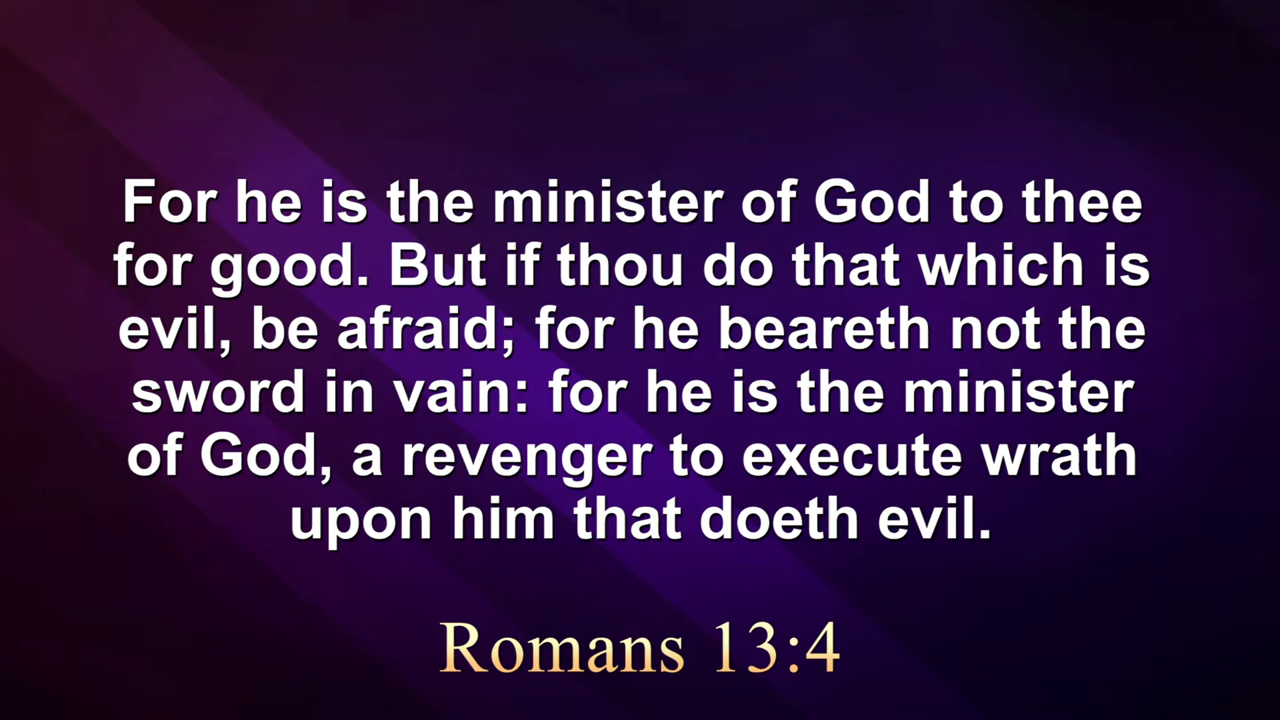 For he is the minister of God to thee
for good. But if thou do that which is
evil, be afraid; for he beareth not the
sword in vain: for he is the minister
of God, a revenger to execute wrath
upon him that doeth evil.
Romans 13:4